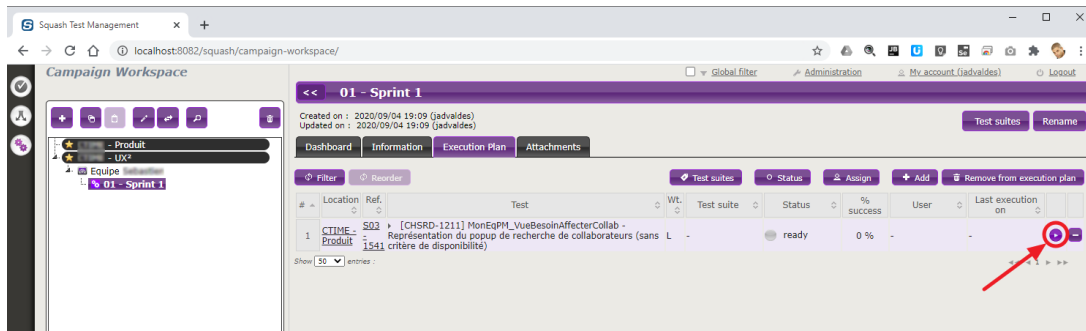 Squash Test Management
localhost:8082/squash/campaign-workspace/
Campaign Workspace
Global filter Administration My account (jadvaldes) Logout
<< 01 - Sprint 1
Created on : 2020/09/04 19:09 (jadvaldes)
Updated on : 2020/09/04 19:09 (jadvaldes)
Test suites Rename
- Produit
- UX²
Equipe
01 - Sprint 1
Dashboard Information Execution Plan Attachments
Filter Reorder Test suites Status Assign Add Remove from execution plan
# Location Ref. Test Wt. Test suite Status % success User Last execution on
1 CTIME - Produit S03 - 1541 [CHSRD-1211] MonEqPM_VueBesoinAffecterCollab - Représentation du popup de recherche de collaborateurs (sans critère de disponibilité) L - ready 0 % - -
Show 50 entries :
1